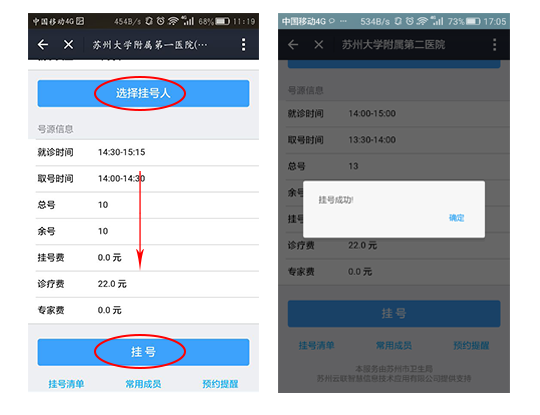 中国移动4G 454B/s 4G 68% 11:19
苏州大学附属第一医院(···
选择挂号人
号源信息
就诊时间 14:30-15:15
取号时间 14:00-14:30
总号 10
余号 10
挂号费 0.0 元
诊疗费 22.0 元
专家费 0.0 元
挂 号
挂号清单 常用成员 预约提醒
中国移动4G ··· 534B/s 4G 73% 17:05
苏州大学附属第二医院
号源信息
就诊时间 14:00-15:00
取号时间 13:30-14:00
总号 13
余号
挂号成功!
确定
挂号
诊疗费 22.0 元
专家费 0.0 元
挂 号
挂号清单 常用成员 预约提醒
本服务由苏州市卫生局
苏州云联智慧信息技术应用有限公司提供支持